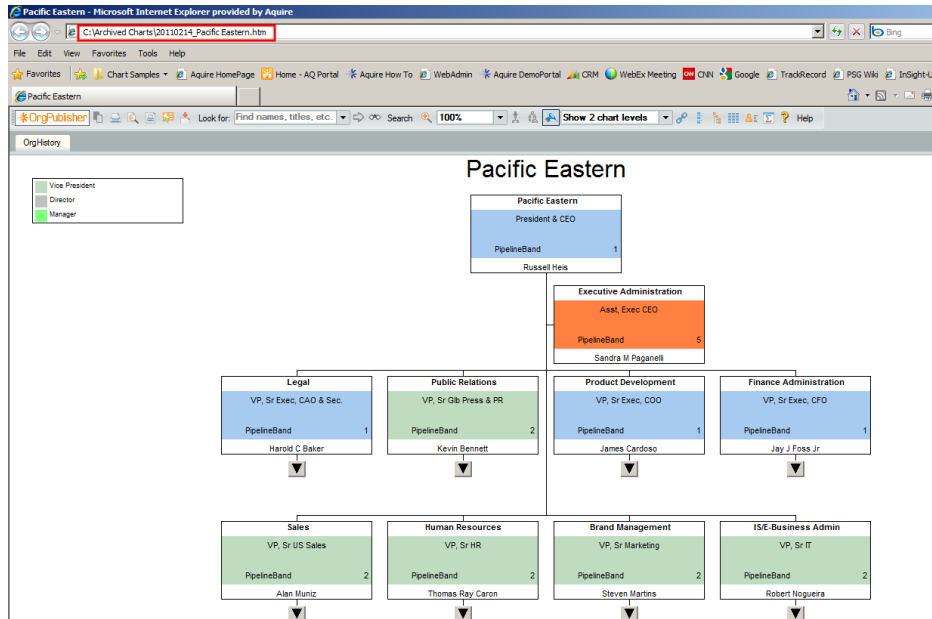 Pacific Eastern - Microsoft Internet Explorer provided by Aquire
C:\Archived Charts\20110214_Pacific Eastern.htm
Bing
File Edit View Favorites Tools Help
Favorites Chart Samples Aquire HomePage Home - AQ Portal Aquire How To WebAdmin Aquire DemoPortal CRM WebEx Meeting CNN Google TrackRecord PSG Wiki InSight-U
Pacific Eastern
OrgPublisher Look for: Find names, titles, etc. Search 100% Show 2 chart levels Help
OrgHistory
Pacific Eastern
Vice President
Director
Manager
Pacific Eastern
President & CEO
PipelineBand 1
Russell Heis
Executive Administration
Asst, Exec CEO
PipelineBand 5
Sandra M Paganelli
Legal Public Relations Product Development Finance Administration
VP, Sr Exec, CAO & Sec. VP, Sr Glb Press & PR VP, Sr Exec, COO VP, Sr Exec, CFO
PipelineBand 1 PipelineBand 2 PipelineBand 1 PipelineBand 1
Harold C Baker Kevin Bennett James Cardoso Jay J Foss Jr
Sales Human Resources Brand Management IS/E-Business Admin
VP, Sr US Sales VP, Sr HR VP, Sr Marketing VP, Sr IT
PipelineBand 2 PipelineBand 2 PipelineBand 2 PipelineBand 2
Alan Muniz Thomas Ray Caron Steven Martins Robert Nogueira